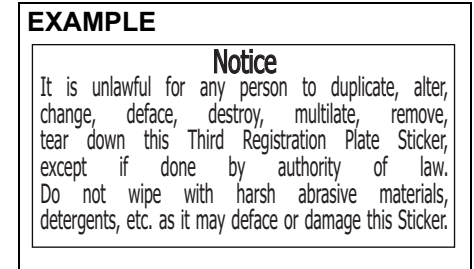 EXAMPLE
Notice
It is unlawful for any person to duplicate, alter,
change, deface, destroy, multilate, remove,
tear down this Third Registration Plate Sticker,
except if done by authority of law.
Do not wipe with harsh abrasive materials,
detergents, etc. as it may deface or damage this Sticker.